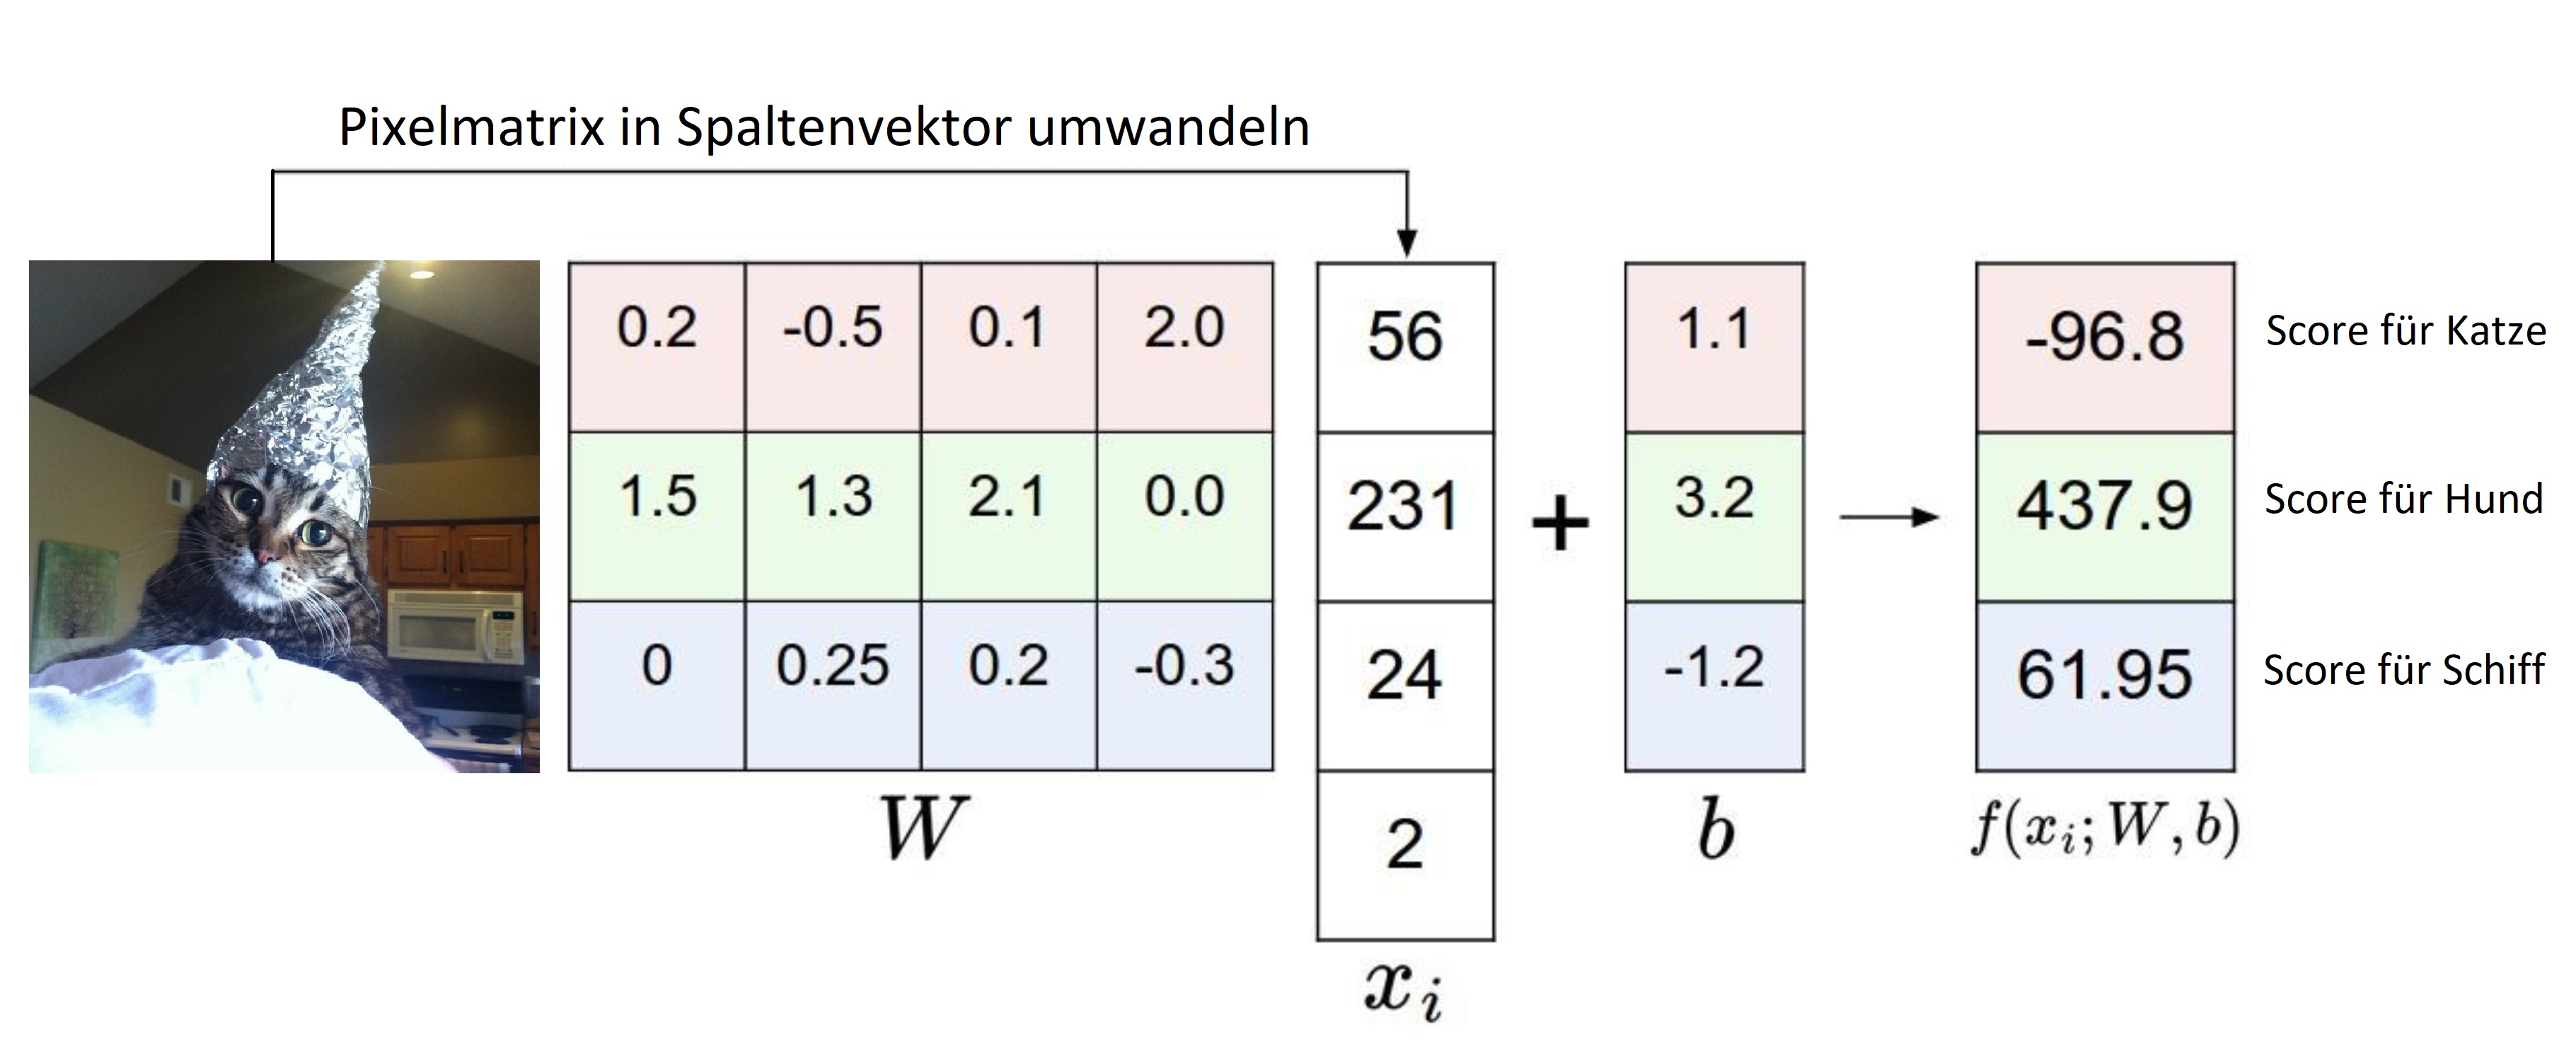 Pixelmatrix in Spaltenvektor umwandeln
0.2 -0.5 0.1 2.0 56 1.1 -96.8 Score für Katze
1.5 1.3 2.1 0.0 231 + 3.2 437.9 Score für Hund
0 0.25 0.2 -0.3 24 -1.2 61.95 Score für Schiff
2
W b f(xᵢ; W, b)
xᵢ